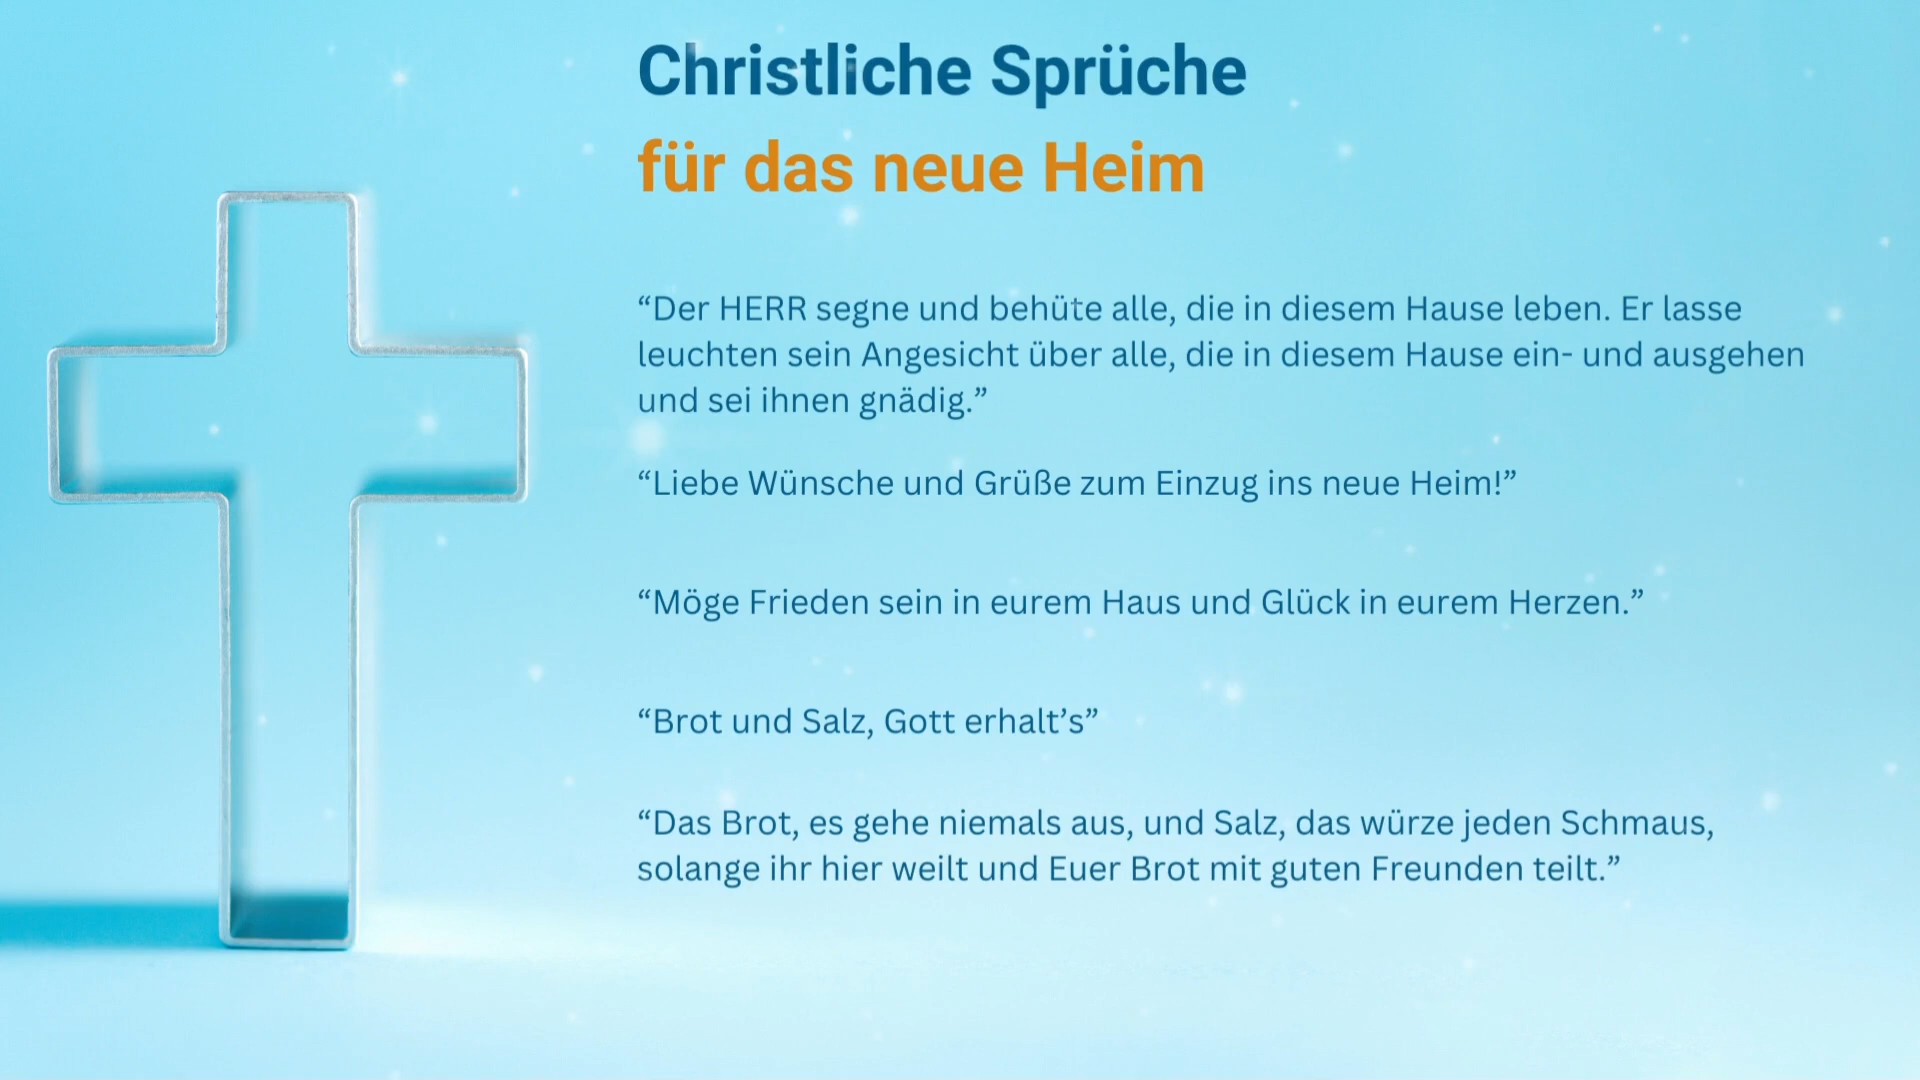 Christliche Sprüche
für das neue Heim
“Der HERR segne und behüte alle, die in diesem Hause leben. Er lasse
leuchten sein Angesicht über alle, die in diesem Hause ein- und ausgehen
und sei ihnen gnädig.”
“Liebe Wünsche und Grüße zum Einzug ins neue Heim!”
“Möge Frieden sein in eurem Haus und Glück in eurem Herzen.”
“Brot und Salz, Gott erhalt’s”
“Das Brot, es gehe niemals aus, und Salz, das würze jeden Schmaus,
solange ihr hier weilt und Euer Brot mit guten Freunden teilt.”